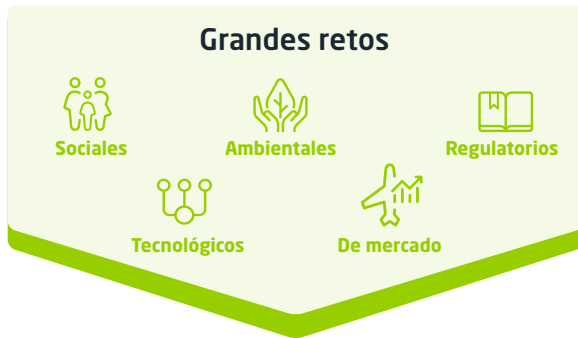 Grandes retos
Sociales
Ambientales
Regulatorios
Tecnológicos
De mercado